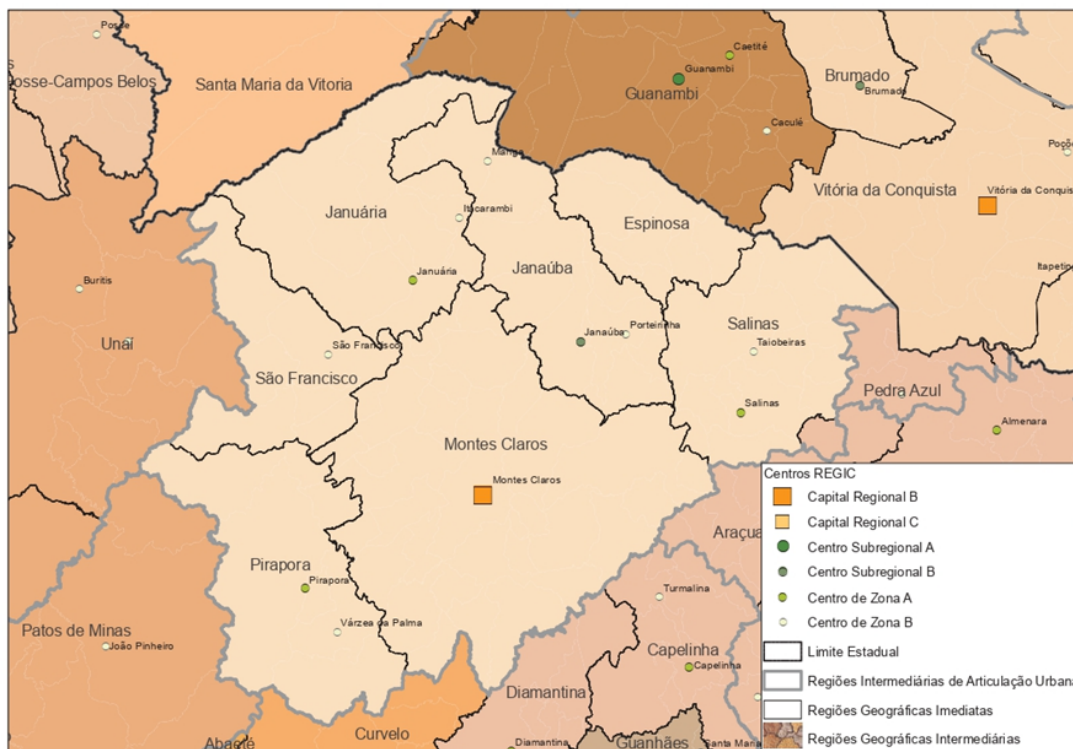 Posse
osse-Campos Belos
Santa Maria da Vitoria
Caetité
Guanambi
Guanambi
Brumado
Brumado
Caculé
Poçõe
Vitória da Conquista
Vitória da Conquis
Manga
Januária
Itacarambi
Espinosa
Janaúba
Itapeting
Januária
Buritis
Unaí
Janaúba
Porteirinha
Salinas
Taiobeiras
São Francisco
São Francisco
Pedra Azul
Salinas
Almenara
Montes Claros
Montes Claros
Araçua
Pirapora
Pirapora
Turmalina
Várzea da Palma
Patos de Minas
João Pinheiro
Capelinha
Capelinha
Diamantina
Curvelo
Abaeté
Diamantina
Guanhães
Santa Maria
Centros REGIC
Capital Regional B
Capital Regional C
Centro Subregional A
Centro Subregional B
Centro de Zona A
Centro de Zona B
Limite Estadual
Regiões Intermediárias de Articulação Urbana
Regiões Geográficas Imediatas
Regiões Geográficas Intermediárias